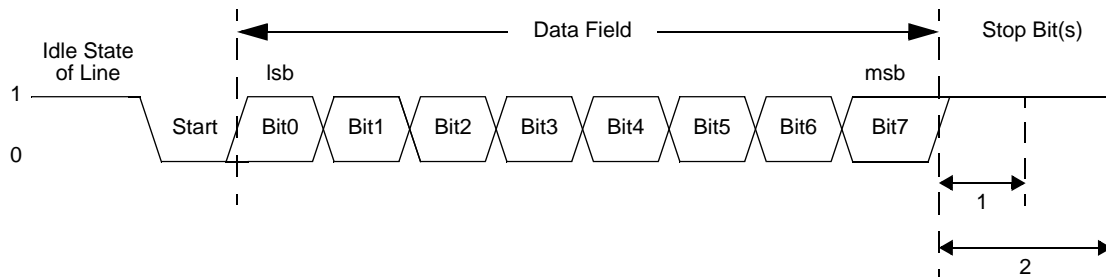 Data Field
Stop Bit(s)
Idle State
of Line
lsb
msb
1
Start
Bit0
Bit1
Bit2
Bit3
Bit4
Bit5
Bit6
Bit7
0
1
2